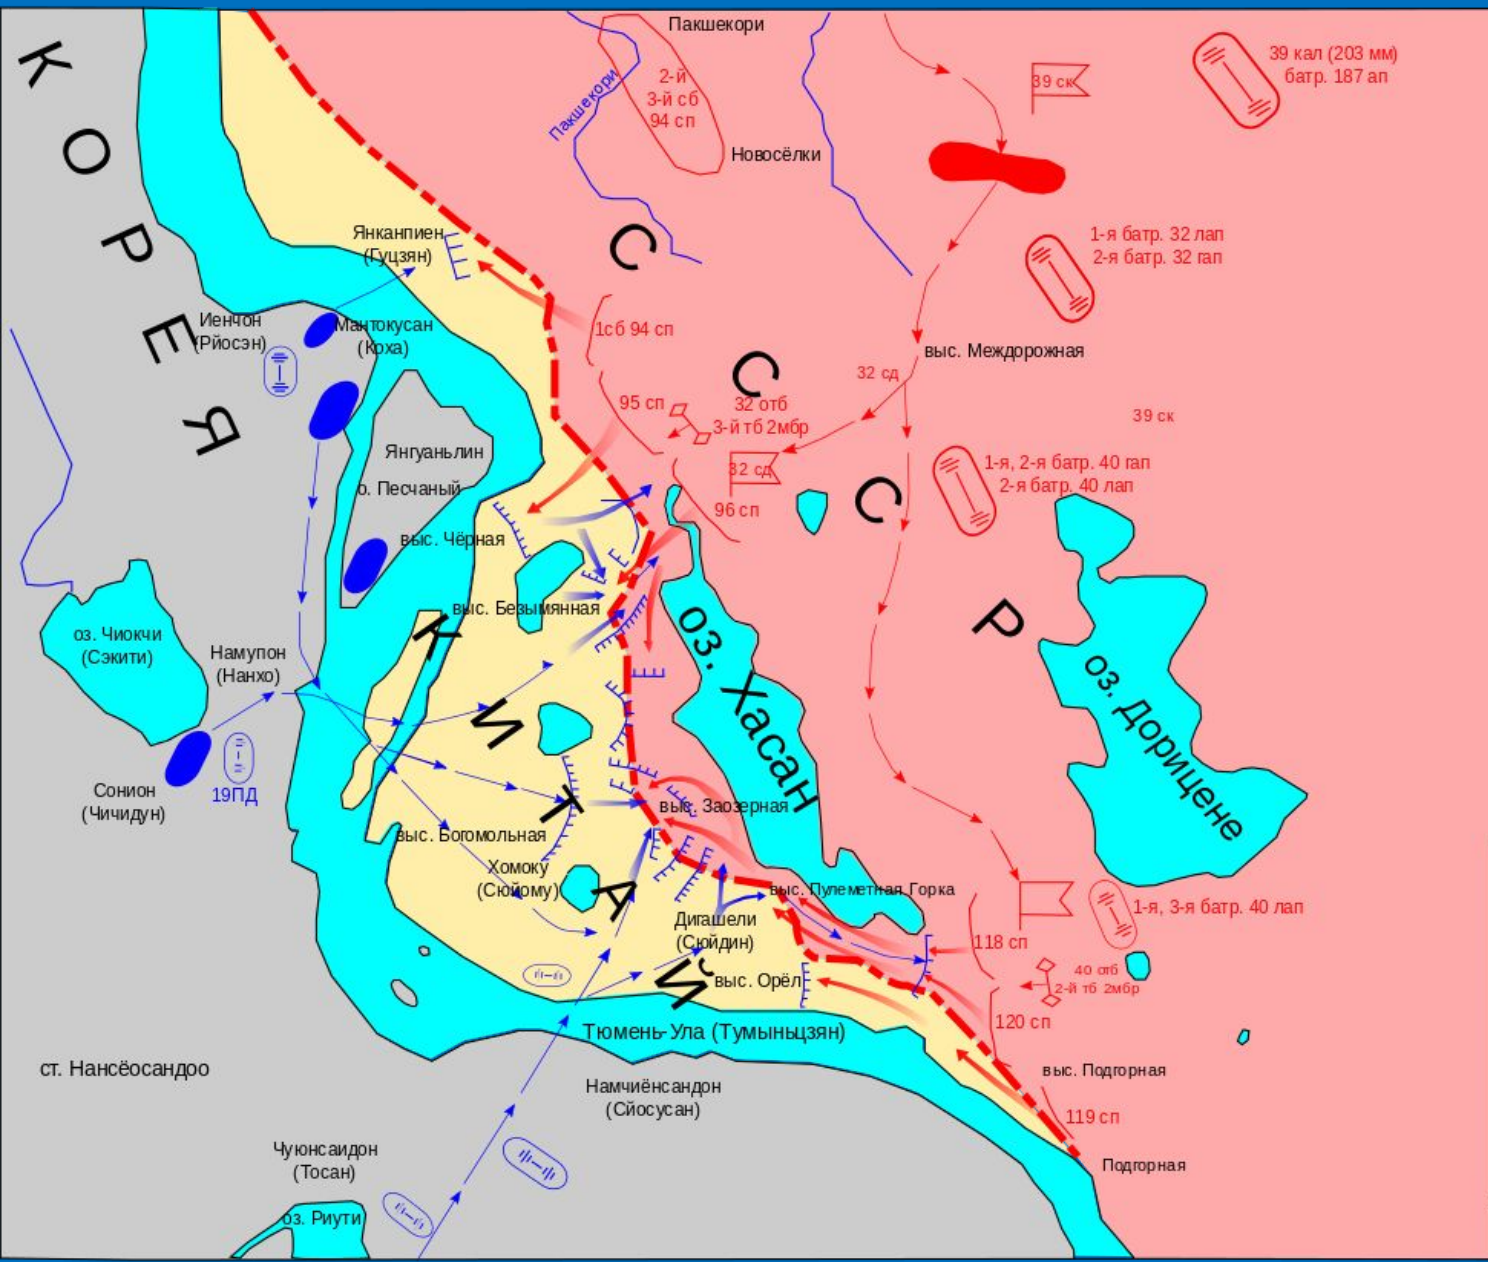 КОРЕЯ
Пакшекори
39 кал (203 мм)
батр. 187 ап
39 ск
2-й
3-й сб
94 сп
Пакшекори
Новосёлки
С
1-я батр. 32 лап
2-я батр. 32 гап
Янканпиен
(Гуцзян)
Иенчон
(Рйосэн)
Мантокусан
(Коха)
1сб 94 сп
выс. Междорожная
С
32 сд
95 сп
32 отб
3-й тб 2мбр
39 ск
Янгуаньлин
32 сд
1-я, 2-я батр. 40 гап
2-я батр. 40 лап
о. Песчаный
96 сп
С
выс. Чёрная
выс. Безымянная
Р
оз. Чиокчи
(Сэкити)
Намупон
(Нанхо)
КИТАЙ
оз. Хасан
оз. Дорицене
Сонион
(Чичидун)
19ПД
выс. Заозерная
выс. Богомольная
Хомоку
(Сюйому)
выс. Пулеметная Горка
1-я, 3-я батр. 40 лап
Дигашели
(Сюйдин)
118 сп
выс. Орёл
40 отб
2-й тб 2мбр
120 сп
Тюмень-Ула (Тумыньцзян)
ст. Нансёосандоо
выс. Подгорная
Намчиёнсандон
(Сйосусан)
119 сп
Чуюнсаидон
(Тосан)
Подгорная
оз. Риути